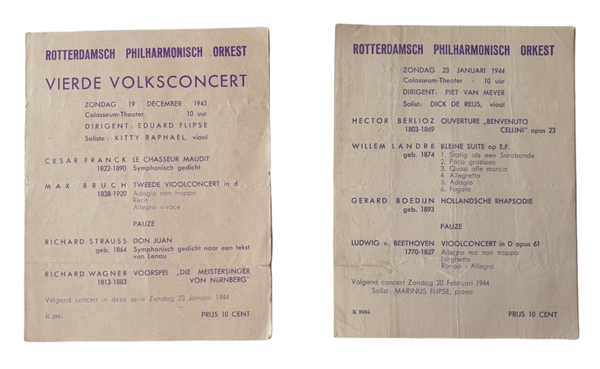 ROTTERDAMSCH PHILHARMONISCH ORKEST
VIERDE VOLKSCONCERT
ZONDAG 19 DECEMBER 1943
Colosseum-Theater 10 uur
DIRIGENT: EDUARD FLIPSE
Soliste: KITTY RAPHAEL, viool
CESAR FRANCK LE CHASSEUR MAUDIT
1822-1890 Symphonisch gedicht
MAX BRUCH TWEEDE VIOOLCONCERT in d
1838-1920 Adagio non troppo
Recit
Allegro vivace
PAUZE
RICHARD STRAUSS DON JUAN
geb. 1864 Symphonisch gedicht naar een tekst
van Lenau
RICHARD WAGNER VOORSPEL „DIE MEISTERSINGER
1813-1883 VON NüRNBERG"
Volgend concert in deze serie Zondag 23 Januari 1944
PRIJS 10 CENT
ROTTERDAMSCH PHILHARMONISCH ORKEST
ZONDAG 23 JANUARI 1944
Colosseum-Theater - 10 uur
DIRIGENT: PIET VAN MEVER
Solist: DICK DE REUS, viool
HECTOR BERLIOZ OUVERTURE „BENVENUTO
1803-1869 CELLINI" opus 23
WILLEM LANDRE KLEINE SUITE op E.F.
geb. 1874 1. Statig als een Sarabande
2. Poco grazioso
3. Quasi alla marcia
4. Allegretto
5. Adagio
6. Fugato
GERARD BOEDIJN HOLLANDSCHE RHAPSODIE
geb. 1893
PAUZE
LUDWIG v. BEETHOVEN VIOOLCONCERT in D opus 61
1770-1827 Allegro ma non troppo
Larghetto
Rondo - Allegro
Volgend concert Zondag 20 Februari 1944
Solist: MARINUS FLIPSE, piano
PRIJS 10 CENT